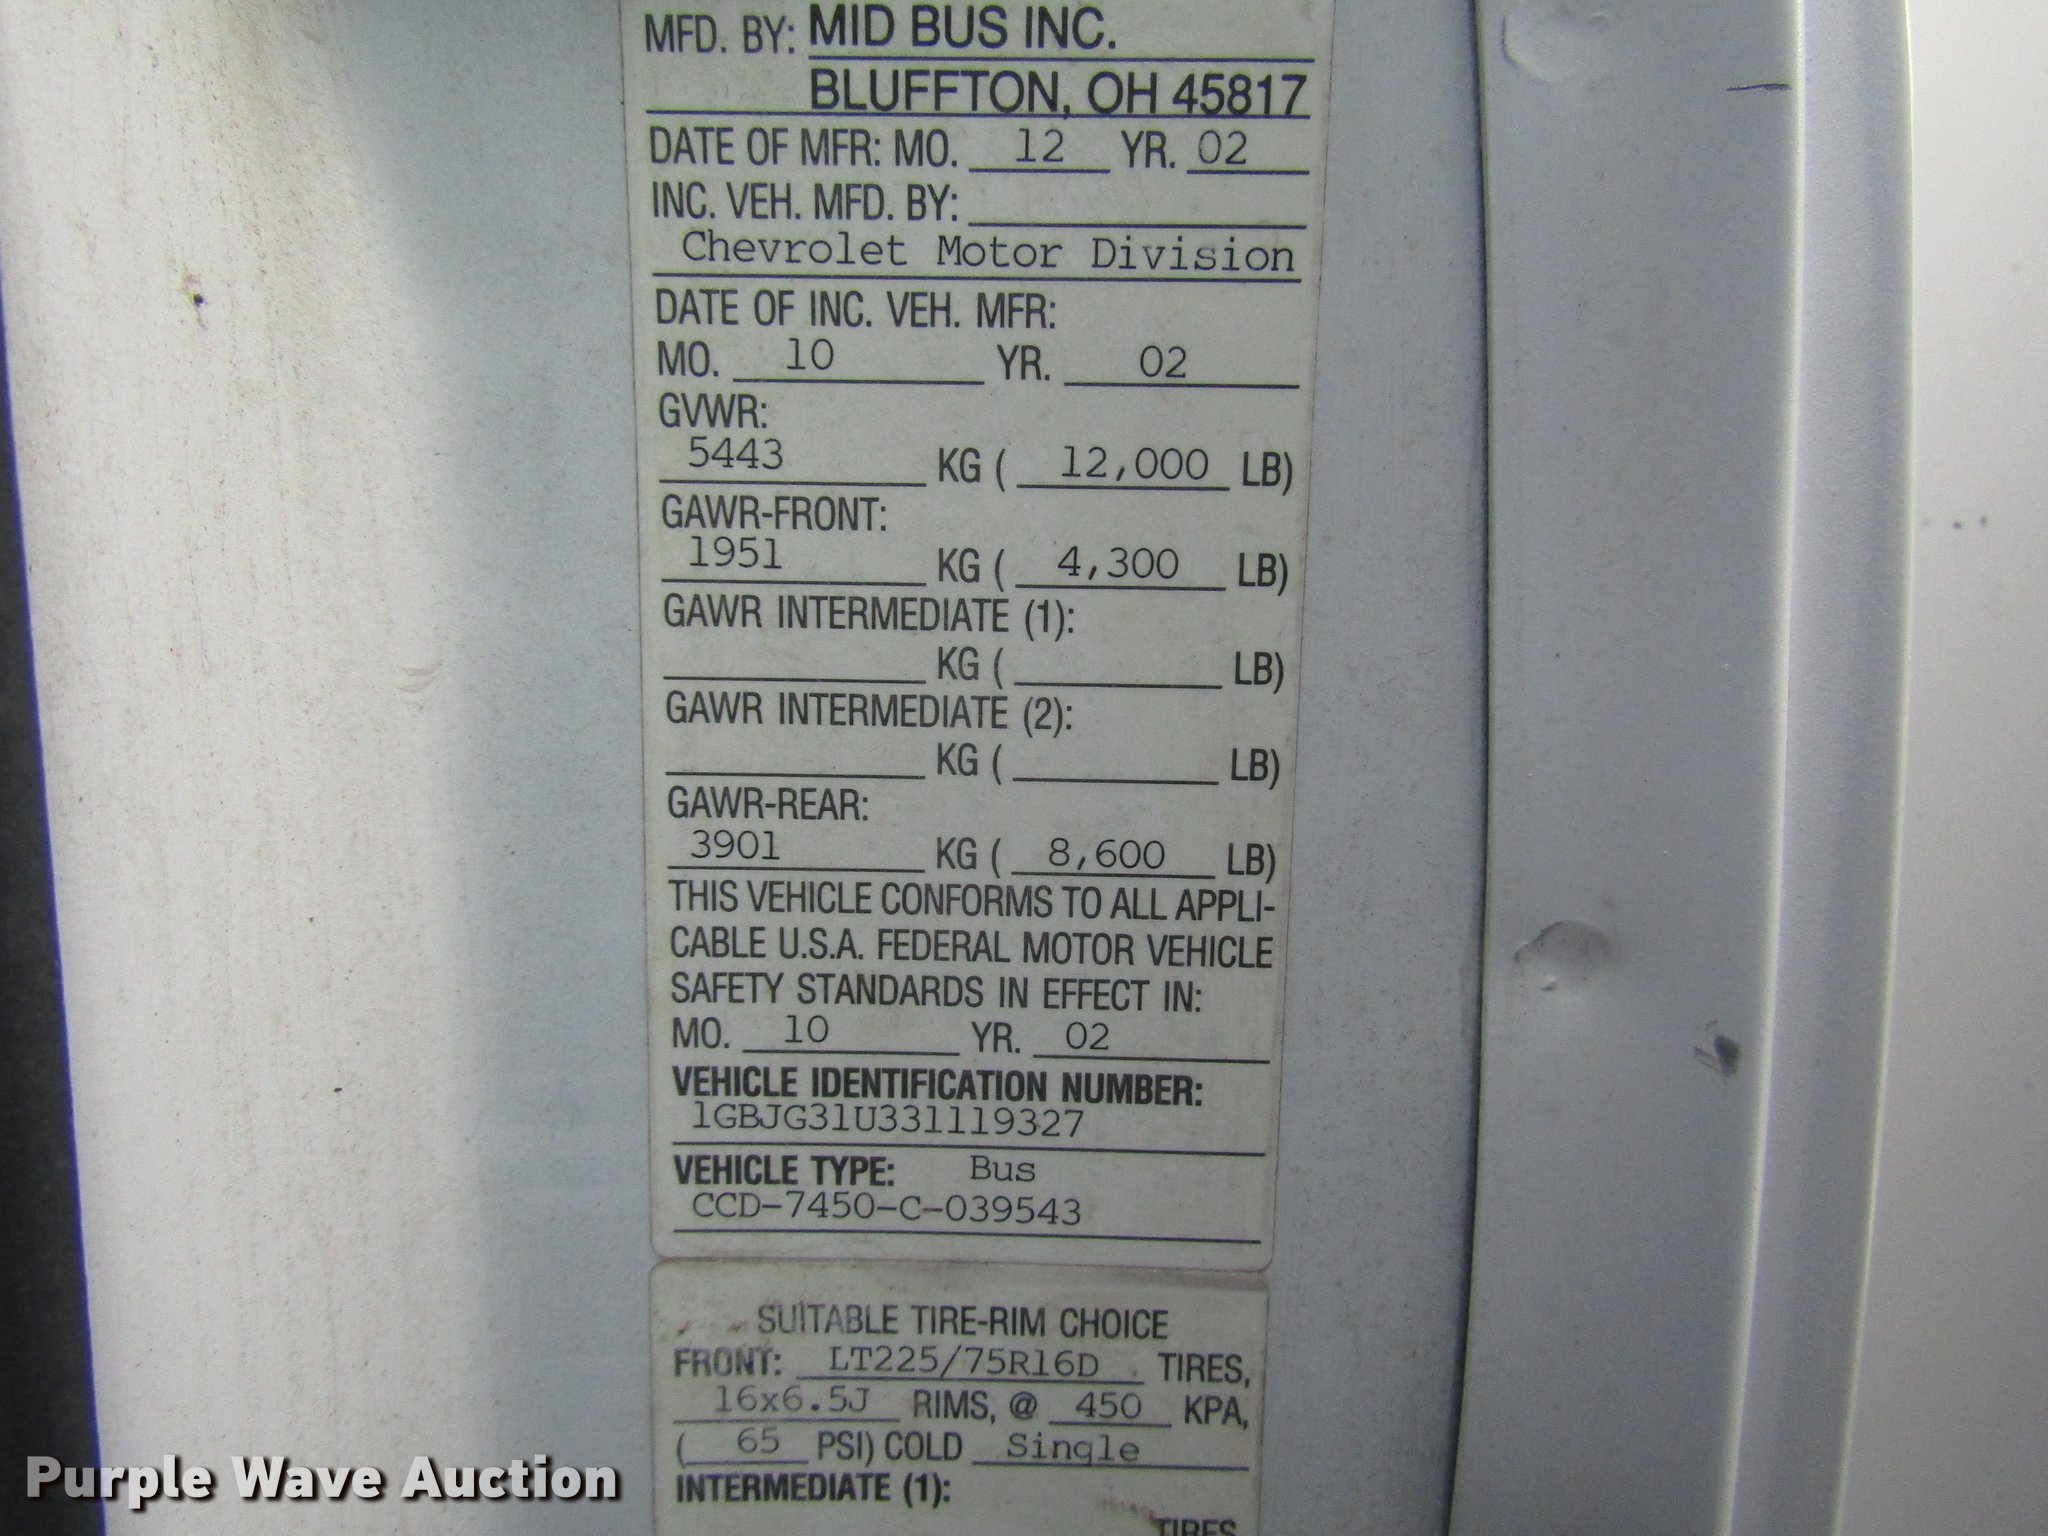 MFD. BY: MID BUS INC.
BLUFFTON, OH 45817
DATE OF MFR: MO. 12 YR. 02
INC. VEH. MFD. BY:
Chevrolet Motor Division
DATE OF INC. VEH. MFR:
MO. 10 YR. 02
GVWR:
5443 KG ( 12,000 LB)
GAWR-FRONT:
1951 KG ( 4,300 LB)
GAWR INTERMEDIATE (1):
KG ( LB)
GAWR INTERMEDIATE (2):
KG ( LB)
GAWR-REAR:
3901 KG ( 8,600 LB)
THIS VEHICLE CONFORMS TO ALL APPLI-
CABLE U.S.A. FEDERAL MOTOR VEHICLE
SAFETY STANDARDS IN EFFECT IN:
MO. 10 YR. 02
VEHICLE IDENTIFICATION NUMBER:
1GBJG31U331119327
VEHICLE TYPE: Bus
CCD-7450-C-039543
SUITABLE TIRE-RIM CHOICE
FRONT: LT225/75R16D TIRES,
16x6.5J RIMS, @ 450 KPA,
( 65 PSI) COLD Single
INTERMEDIATE (1):
TIRES
Purple Wave Auction